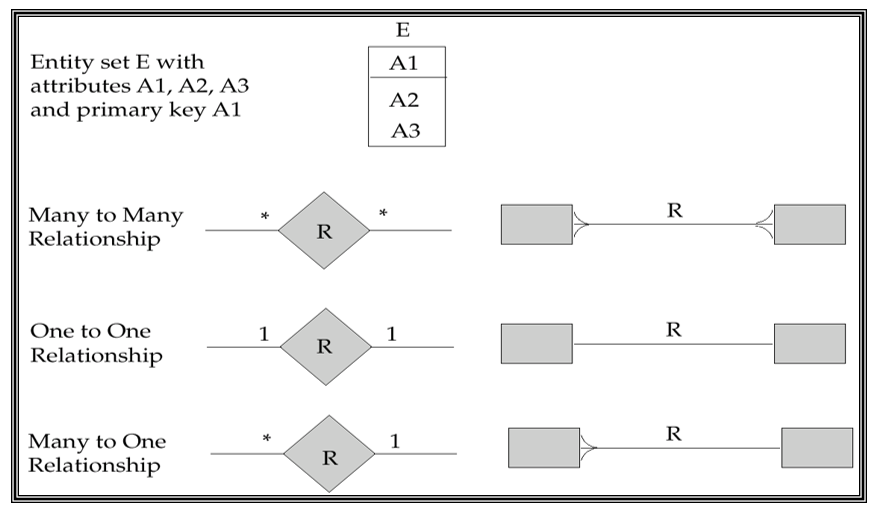 E
Entity set E with
attributes A1, A2, A3
and primary key A1
A1
A2
A3
Many to Many
Relationship
* R *
R
One to One
Relationship
1 R 1
R
Many to One
Relationship
* R 1
R